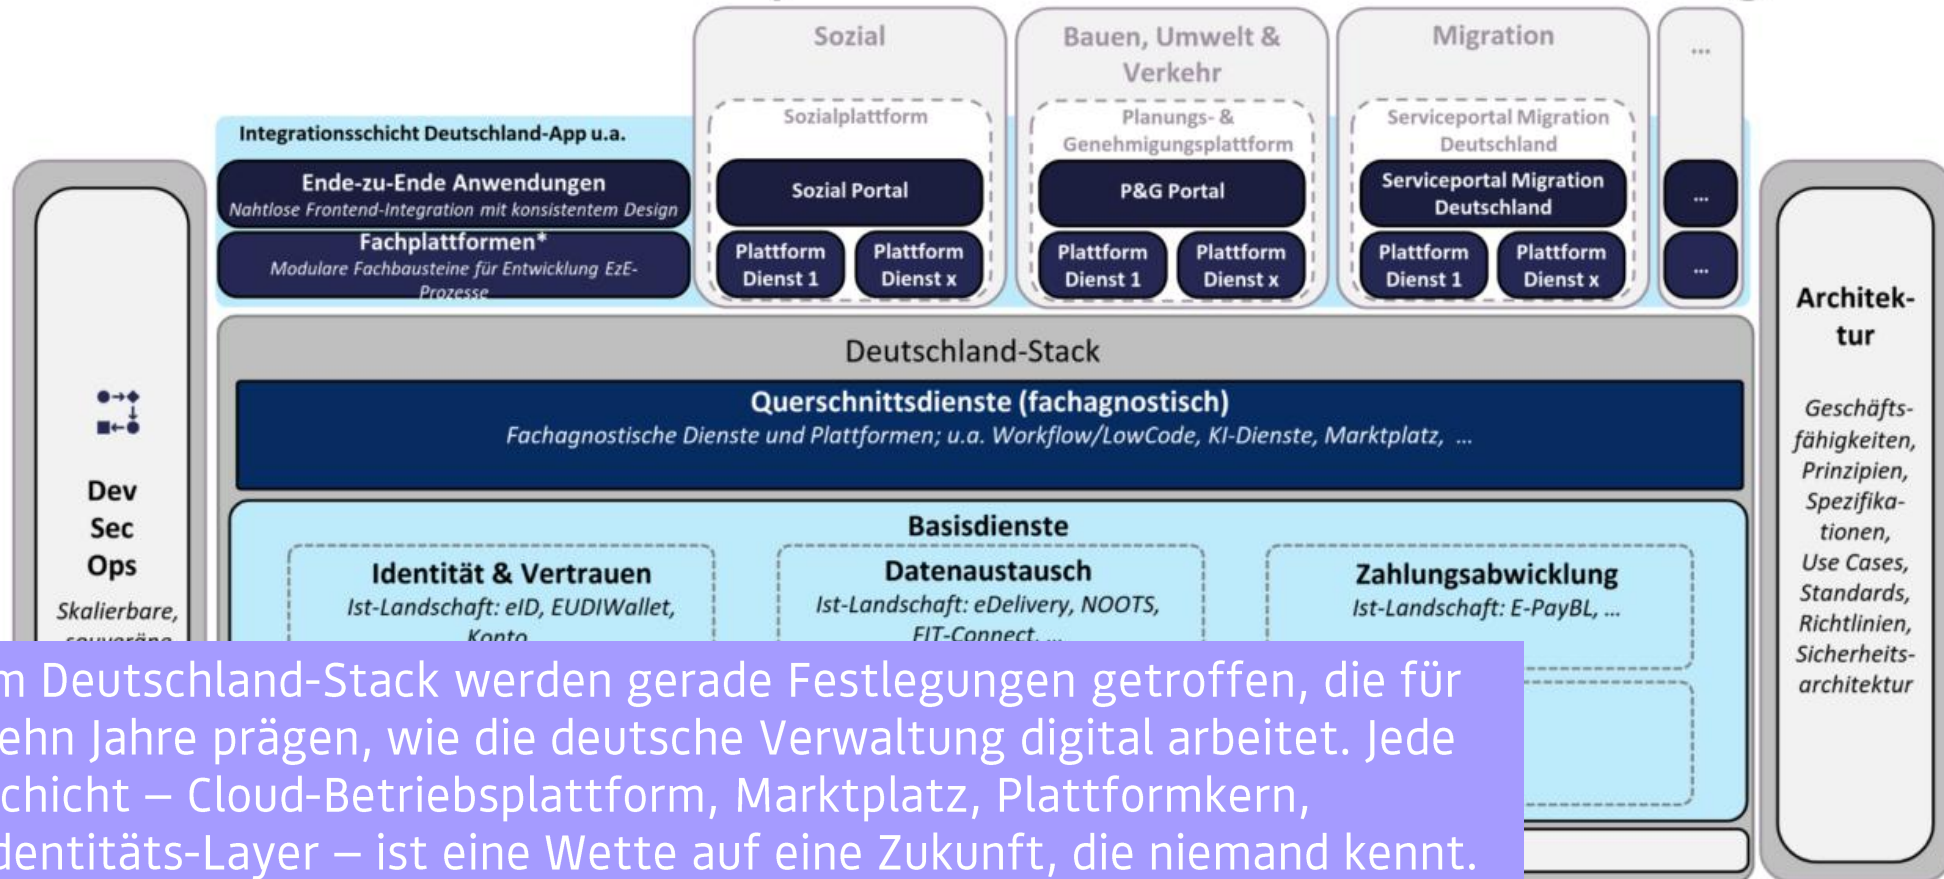 Sozial
Bauen, Umwelt &
Verkehr
Migration
...
Integrationsschicht Deutschland-App u.a.
Ende-zu-Ende Anwendungen
Nahtlose Frontend-Integration mit konsistentem Design
Fachplattformen*
Modulare Fachbausteine für Entwicklung EzE-
Prozesse
Sozialplattform
Sozial Portal
Plattform
Dienst 1
Plattform
Dienst x
Planungs- &
Genehmigungsplattform
P&G Portal
Plattform
Dienst 1
Plattform
Dienst x
Serviceportal Migration
Deutschland
Serviceportal Migration
Deutschland
Plattform
Dienst 1
Plattform
Dienst x
...
...
Dev
Sec
Ops
Skalierbare,
souveräne
Deutschland-Stack
Querschnittsdienste (fachagnostisch)
Fachagnostische Dienste und Plattformen; u.a. Workflow/LowCode, KI-Dienste, Marktplatz, ...
Basisdienste
Identität & Vertrauen
Ist-Landschaft: eID, EUDIWallet,
Konto
Datenaustausch
Ist-Landschaft: eDelivery, NOOTS,
FIT-Connect, ...
Zahlungsabwicklung
Ist-Landschaft: E-PayBL, ...
Architek-
tur
Geschäfts-
fähigkeiten,
Prinzipien,
Spezifika-
tionen,
Use Cases,
Standards,
Richtlinien,
Sicherheits-
architektur
m Deutschland-Stack werden gerade Festlegungen getroffen, die für
ehn Jahre prägen, wie die deutsche Verwaltung digital arbeitet. Jede
chicht – Cloud-Betriebsplattform, Marktplatz, Plattformkern,
dentitäts-Layer – ist eine Wette auf eine Zukunft, die niemand kennt.